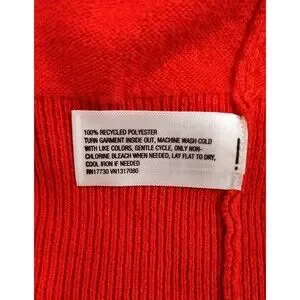 100% RECYCLED POLYESTER
TURN GARMENT INSIDE OUT, MACHINE WASH COLD
WITH LIKE COLORS, GENTLE CYCLE, ONLY NON-
CHLORINE BLEACH WHEN NEEDED, LAY FLAT TO DRY,
COOL IRON IF NEEDED
RN17730 VN1317080